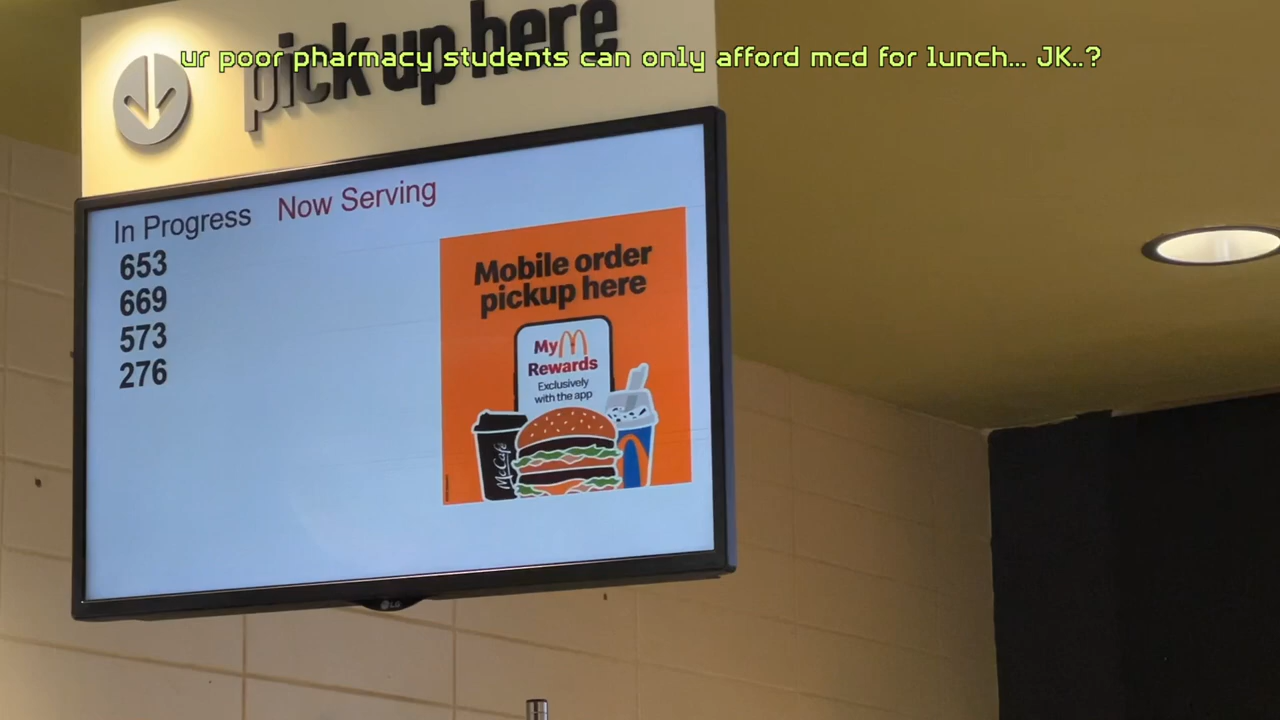 pick up here
ur poor pharmacy students can only afford mcd for lunch... JK..?
In Progress Now Serving
653
669
573
276
Mobile order
pickup here
My
Rewards
Exclusively
with the app
McCafé
LG